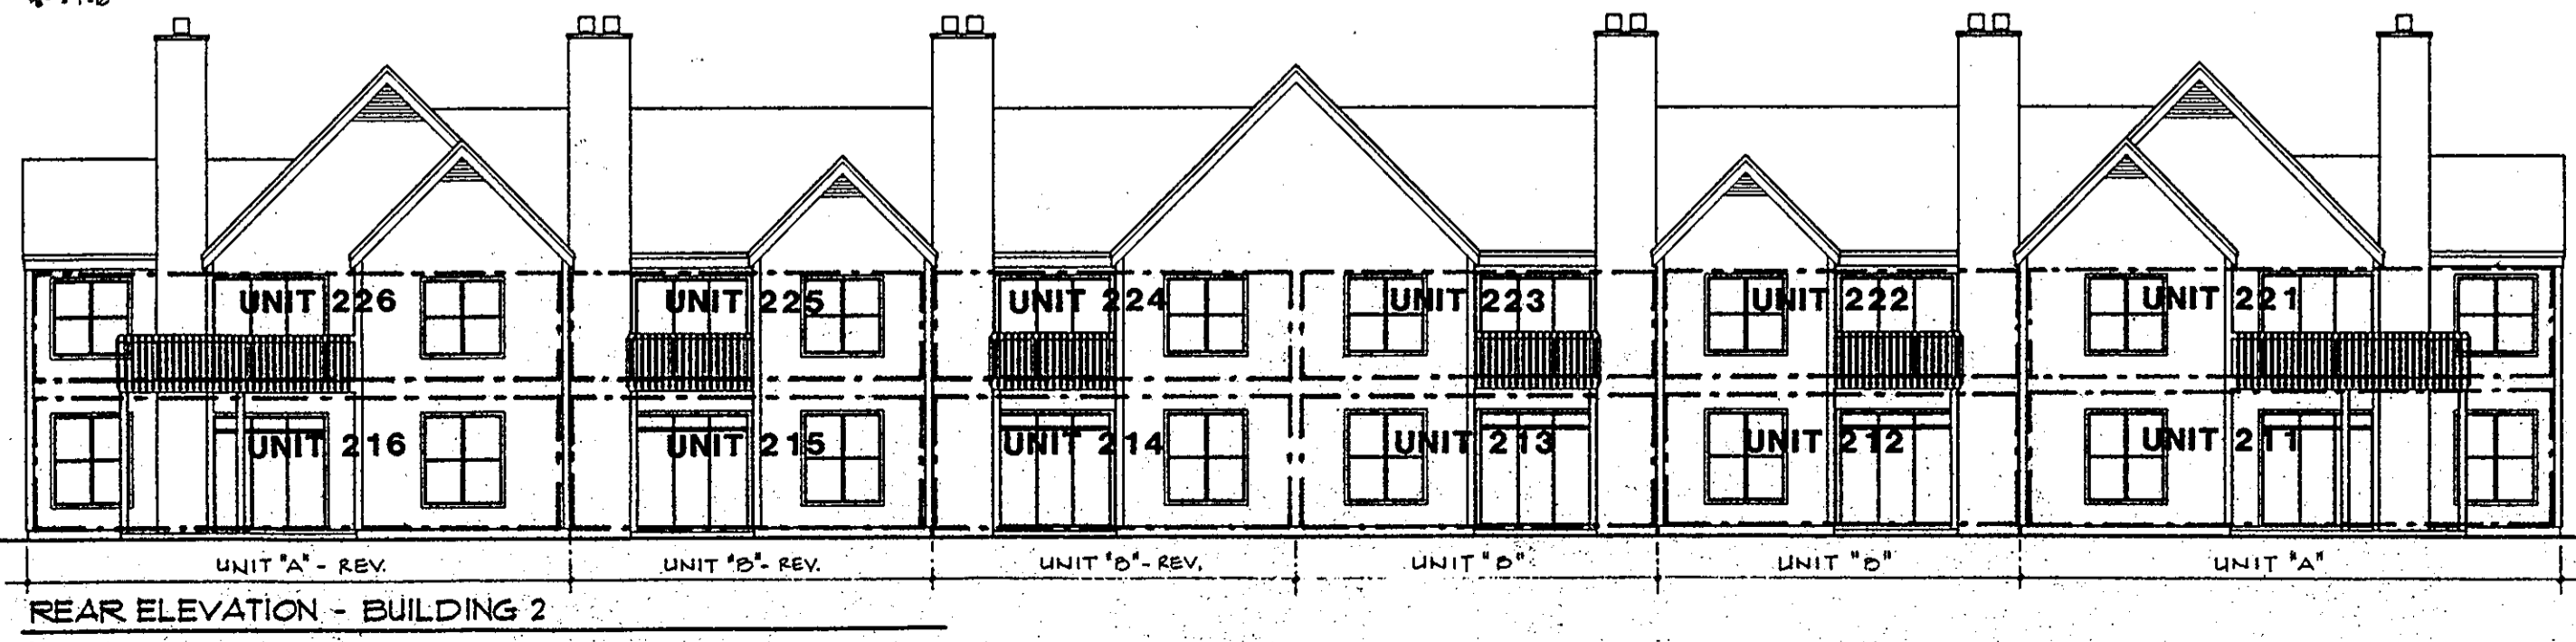 UNIT 226 UNIT 225 UNIT 224 UNIT 223 UNIT 222 UNIT 221
UNIT 216 UNIT 215 UNIT 214 UNIT 213 UNIT 212 UNIT 211
UNIT "A" - REV. UNIT "B" - REV. UNIT "B" - REV. UNIT "B" UNIT "B" UNIT "A"
REAR ELEVATION - BUILDING 2